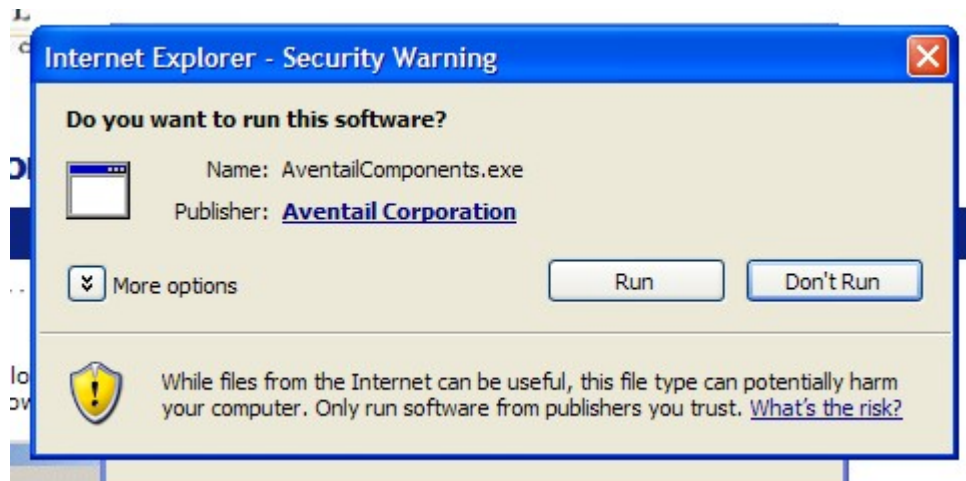 Internet Explorer - Security Warning
Do you want to run this software?
Name: AventailComponents.exe
Publisher: Aventail Corporation
More options
Run
Don't Run
While files from the Internet can be useful, this file type can potentially harm
your computer. Only run software from publishers you trust. What's the risk?